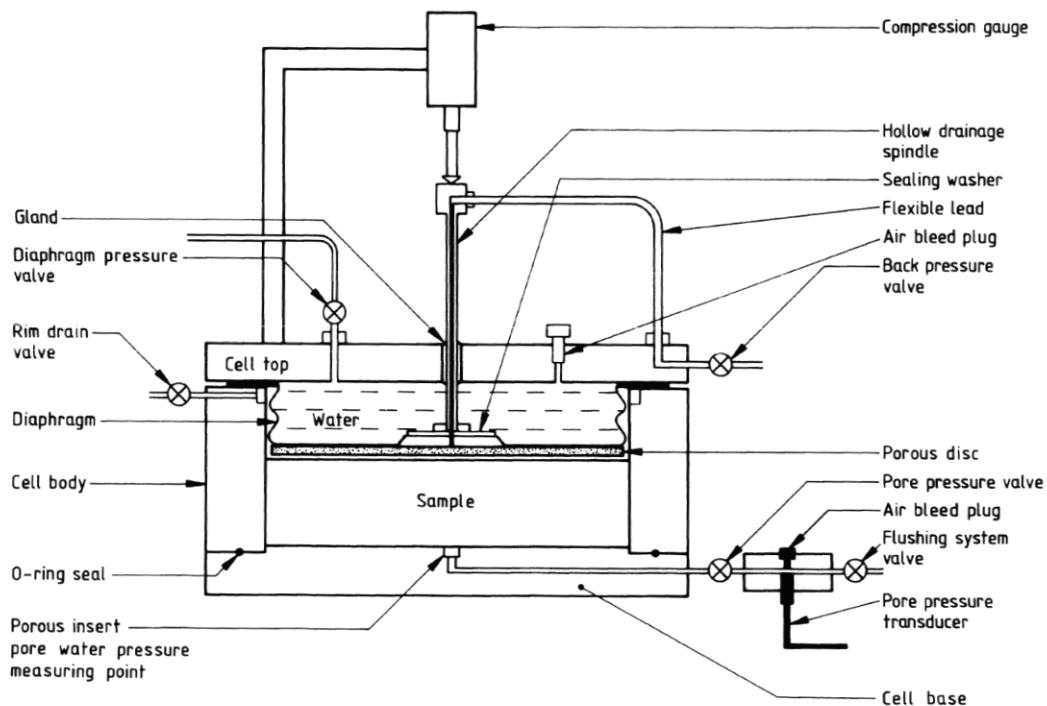 Compression gauge
Hollow drainage
spindle
Sealing washer
Flexible lead
Air bleed plug
Back pressure
valve
Gland
Diaphragm pressure
valve
Rim drain
valve
Cell top
Diaphragm
Water
Cell body
Sample
Porous disc
Pore pressure valve
Air bleed plug
Flushing system
valve
O-ring seal
Pore pressure
transducer
Porous insert
pore water pressure
measuring point
Cell base